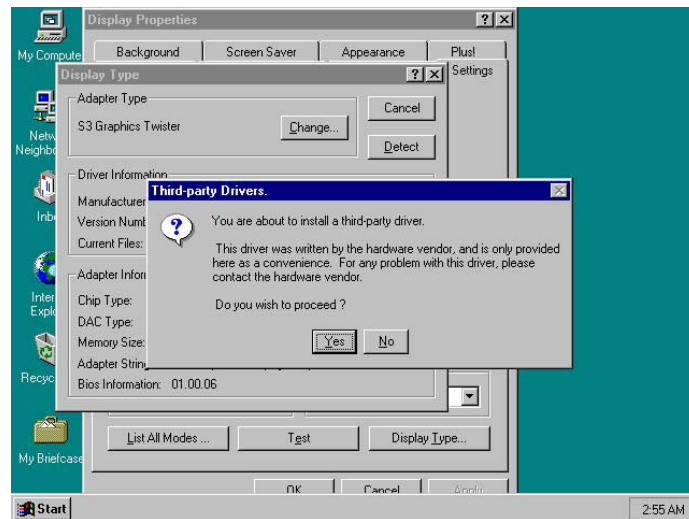 Display Properties
Background
Screen Saver
Appearance
Plus!
Settings
My Compute
Display Type
Adapter Type
S3 Graphics Twister
Change...
Cancel
Detect
Netw
Neighbo
Driver Information
Manufacturer
Version Numb
Current Files:
Third-party Drivers.
You are about to install a third-party driver.
This driver was written by the hardware vendor, and is only provided
here as a convenience. For any problem with this driver, please
contact the hardware vendor.
Do you wish to proceed ?
Yes
No
Inb
Adapter Infor
Chip Type:
DAC Type:
Memory Size:
Adapter String
Bios Information: 01.00.06
Inter
Explo
Recyc
List All Modes ...
Test
Display Type...
My Briefcase
OK
Cancel
Apply
Start
2:55 AM